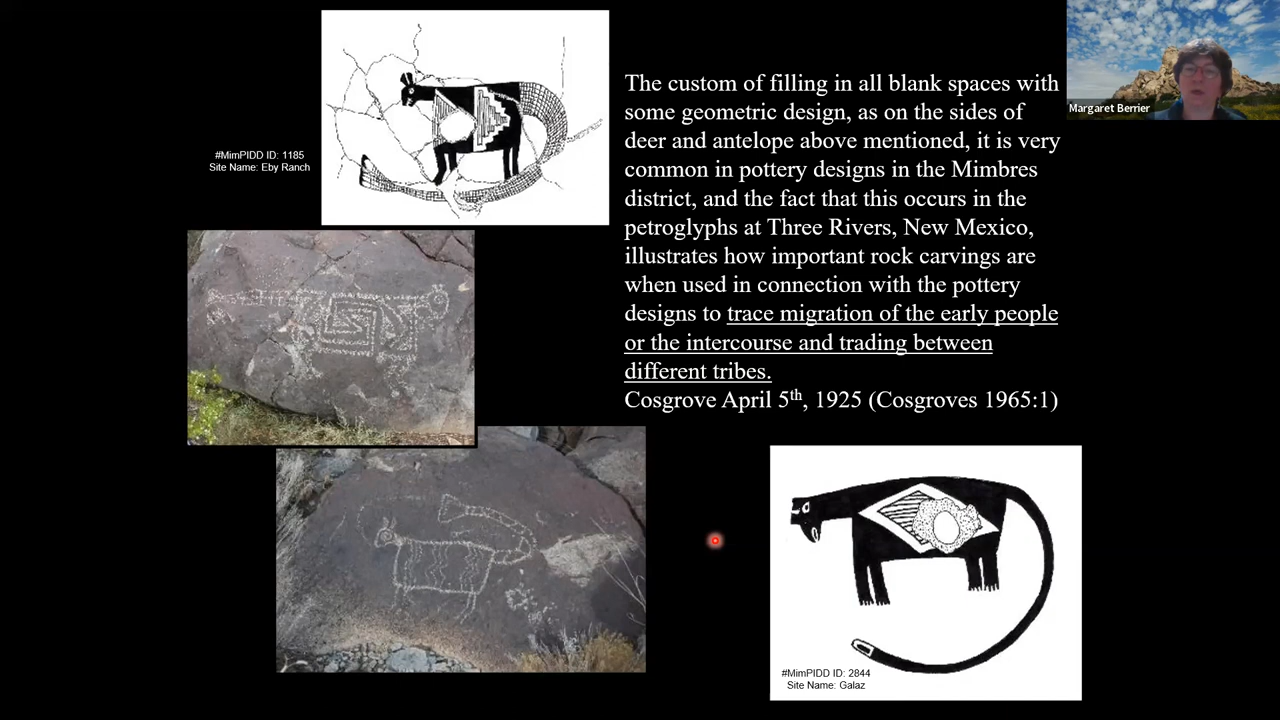 #MimPIDD ID: 1185
Site Name: Eby Ranch
The custom of filling in all blank spaces with
some geometric design, as on the sides of
deer and antelope above mentioned, it is very
common in pottery designs in the Mimbres
district, and the fact that this occurs in the
petroglyphs at Three Rivers, New Mexico,
illustrates how important rock carvings are
when used in connection with the pottery
designs to trace migration of the early people
or the intercourse and trading between
different tribes.
Cosgrove April 5th, 1925 (Cosgroves 1965:1)
Margaret Berrier
#MimPIDD ID: 2844
Site Name: Galaz